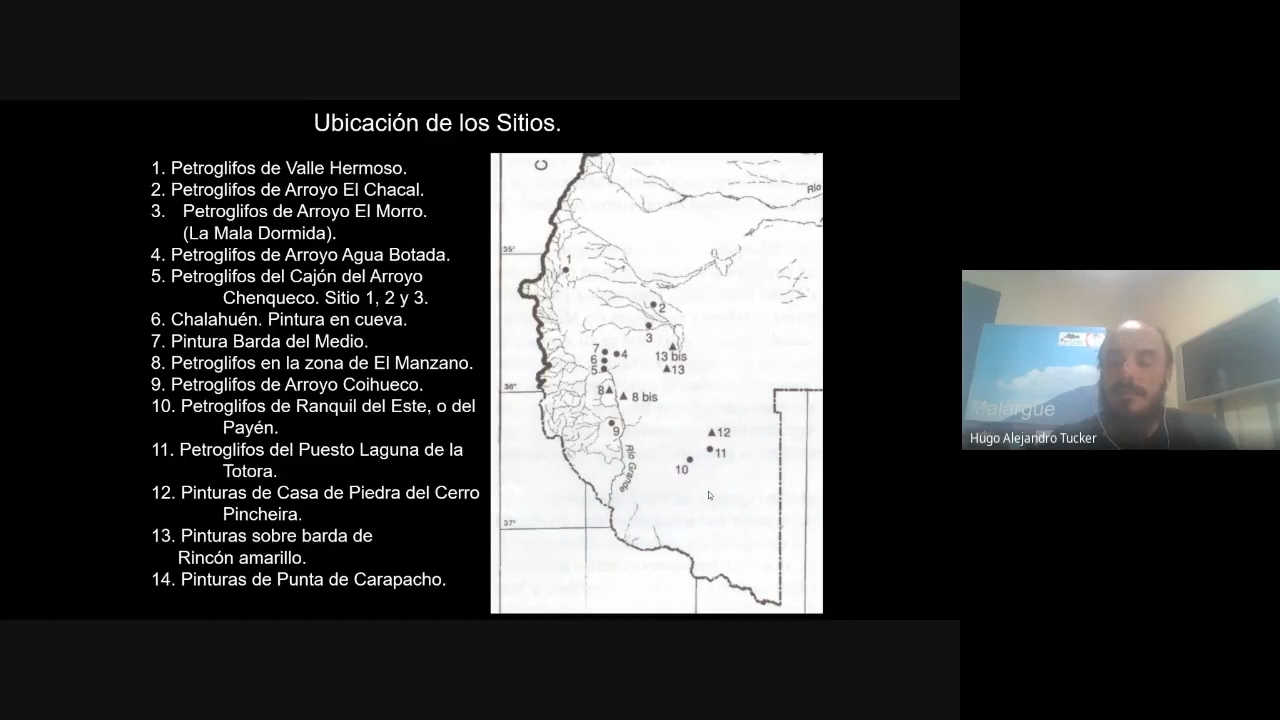 Ubicación de los Sitios.
1. Petroglifos de Valle Hermoso.
2. Petroglifos de Arroyo El Chacal.
3. Petroglifos de Arroyo El Morro.
(La Mala Dormida).
4. Petroglifos de Arroyo Agua Botada.
5. Petroglifos del Cajón del Arroyo
Chenqueco. Sitio 1, 2 y 3.
6. Chalahuén. Pintura en cueva.
7. Pintura Barda del Medio.
8. Petroglifos en la zona de El Manzano.
9. Petroglifos de Arroyo Coihueco.
10. Petroglifos de Ranquil del Este, o del
Payén.
11. Petroglifos del Puesto Laguna de la
Totora.
12. Pinturas de Casa de Piedra del Cerro
Pincheira.
13. Pinturas sobre barda de
Rincón amarillo.
14. Pinturas de Punta de Carapacho.
C
Río
35°
1
2
3
7
4
6
5
13 bis
13
36°
8
8 bis
9
12
11
10
Río Grande
37°
Malargüe
Hugo Alejandro Tucker